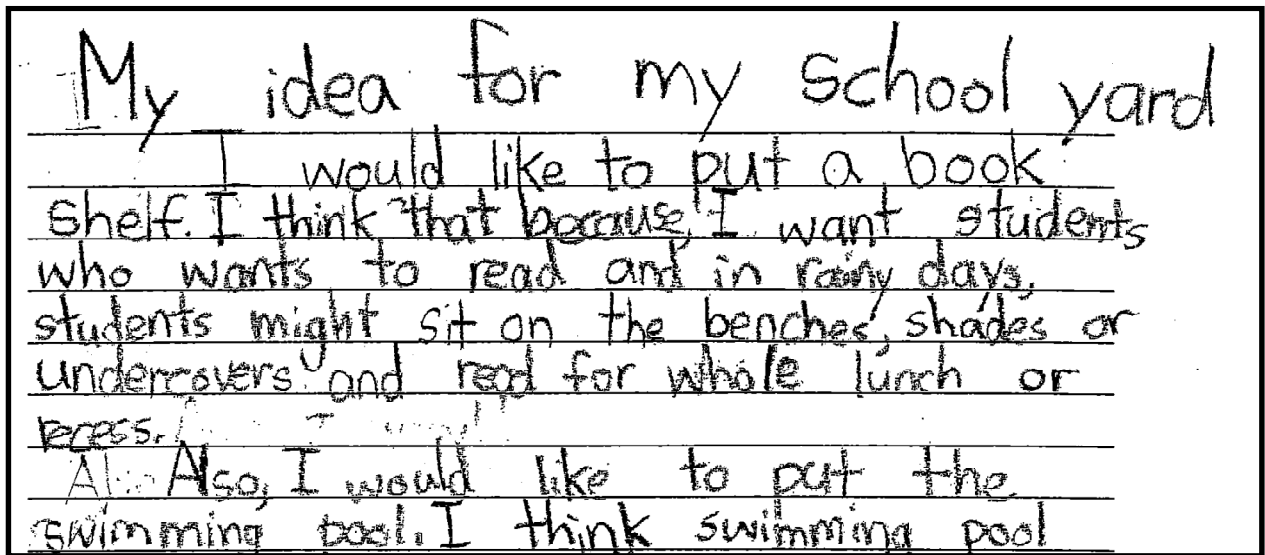 My idea for my school yard
I would like to put a book
shelf. I think that because, I want students
who wants to read and in rainy days,
students might sit on the benches, shades or
undercovers and read for whole lunch or
recess.
Also, I would like to put the
swimming pool. I think swimming pool